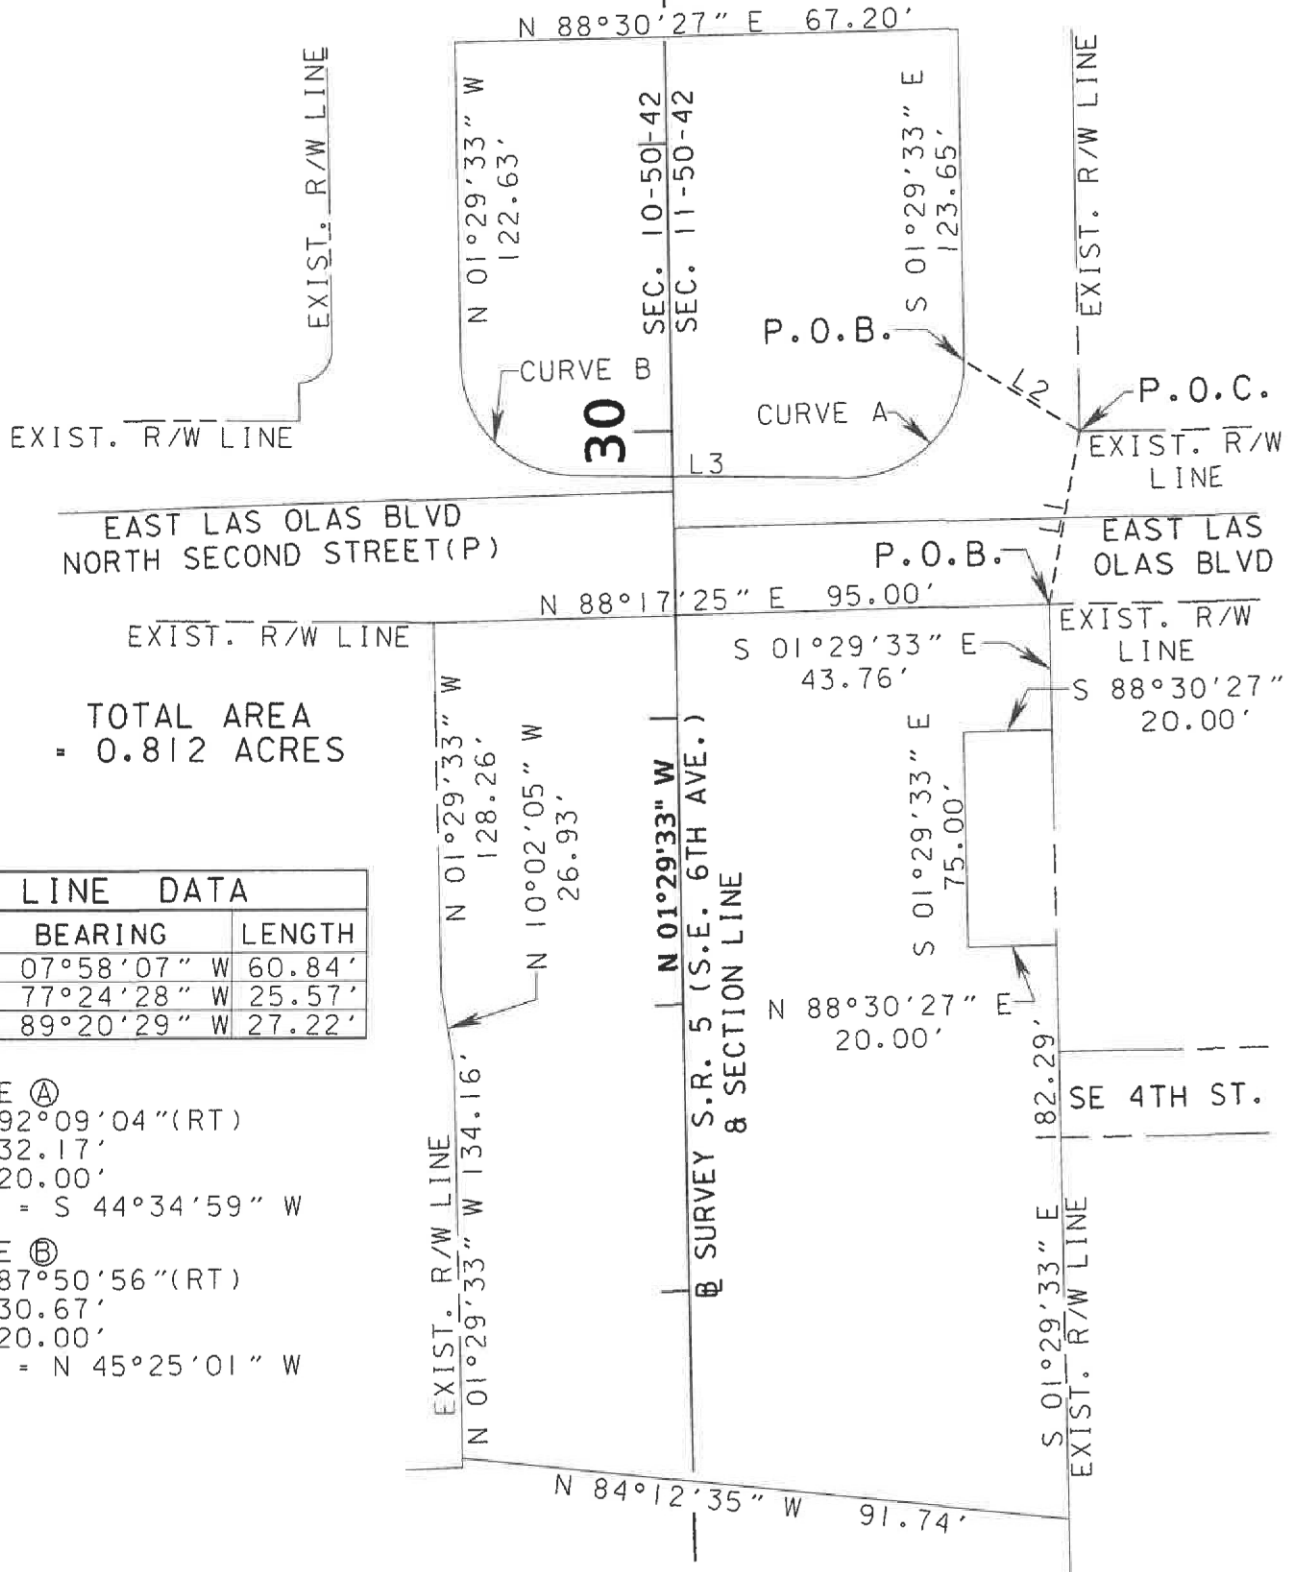 N 88°30'27" E 67.20'
EXIST. R/W LINE
N 01°29'33" W
122.63'
SEC. 10-50-42
SEC. 11-50-42
S 01°29'33" E
123.65'
EXIST. R/W LINE
P.O.B.
L2
P.O.C.
CURVE B
CURVE A
30
EXIST. R/W LINE
L3
EXIST. R/W
LINE
EAST LAS OLAS BLVD
NORTH SECOND STREET(P)
L1
EAST LAS
OLAS BLVD
P.O.B.
N 88°17'25" E 95.00'
EXIST. R/W LINE
EXIST. R/W
LINE
S 01°29'33" E
43.76'
S 88°30'27"
20.00'
TOTAL AREA
= 0.812 ACRES
N 01°29'33" W
128.26'
N 10°02'05" W
26.93'
N 01°29'33" W
B SURVEY S.R. 5 (S.E. 6TH AVE.)
& SECTION LINE
S 01°29'33" E
75.00'
N 88°30'27" E
20.00'
LINE DATA
BEARING LENGTH
07°58'07" W 60.84'
77°24'28" W 25.57'
89°20'29" W 27.22'
E A
92°09'04"(RT)
32.17'
20.00'
= S 44°34'59" W
E B
87°50'56"(RT)
30.67'
20.00'
= N 45°25'01" W
EXIST. R/W LINE
N 01°29'33" W 134.16'
S 01°29'33" E 182.29'
EXIST. R/W LINE
SE 4TH ST.
N 84°12'35" W 91.74'